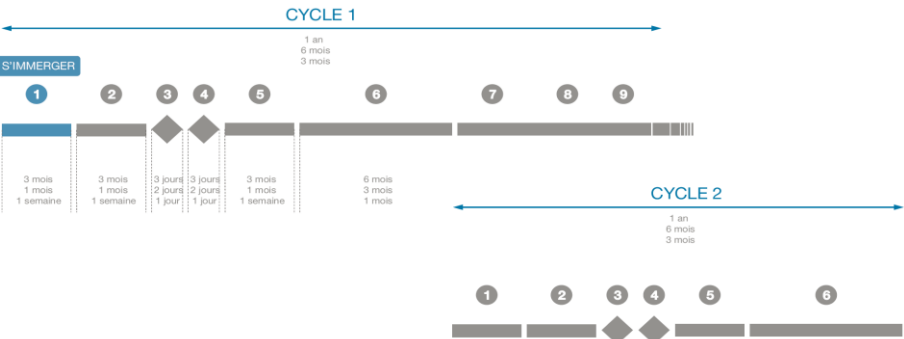 CYCLE 1
1 an
6 mois
3 mois
S'IMMERGER
1 2 3 4 5 6 7 8 9
3 mois 3 mois 3 jours 3 jours 3 mois 6 mois
1 mois 1 mois 2 jours 2 jours 1 mois 3 mois
1 semaine 1 semaine 1 jour 1 jour 1 semaine 1 mois
CYCLE 2
1 an
6 mois
3 mois
1 2 3 4 5 6